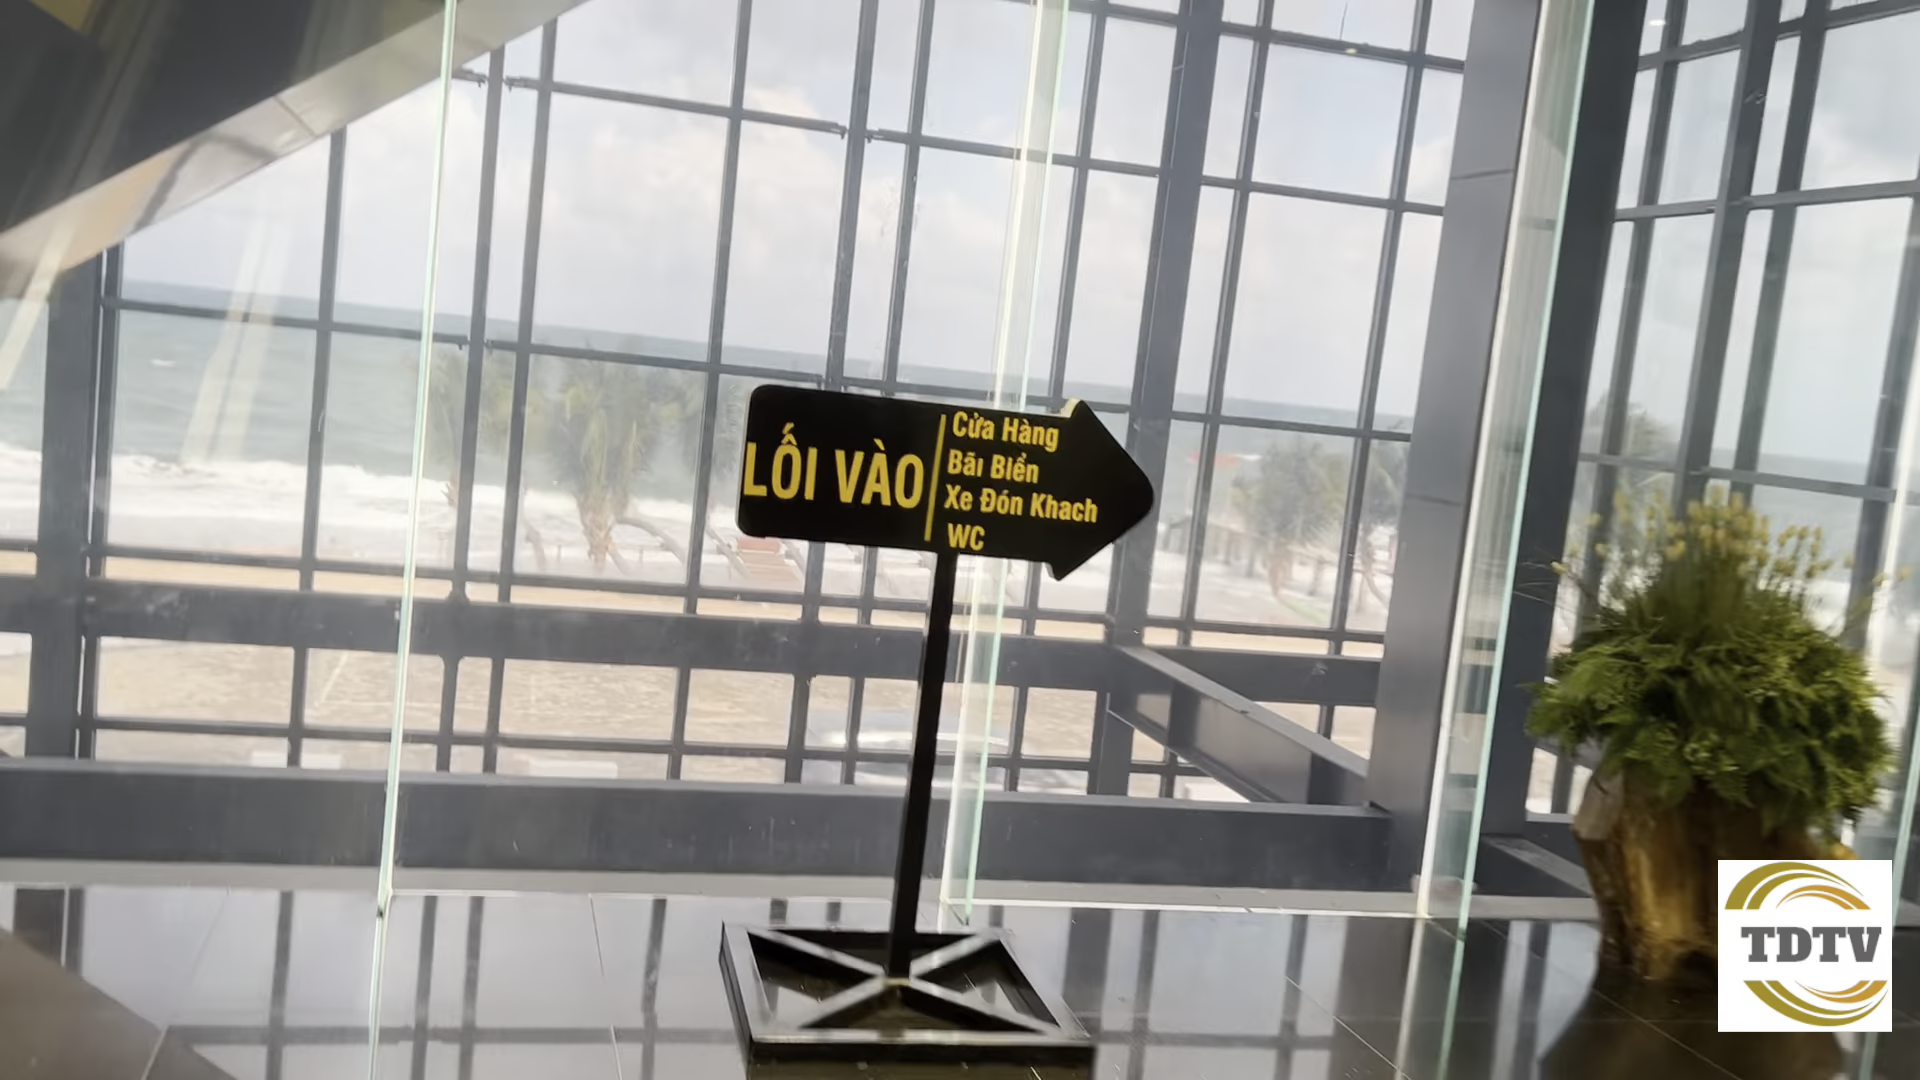 LỐI VÀO
Cửa Hàng
Bãi Biển
Xe Đón Khach
WC
TDTV